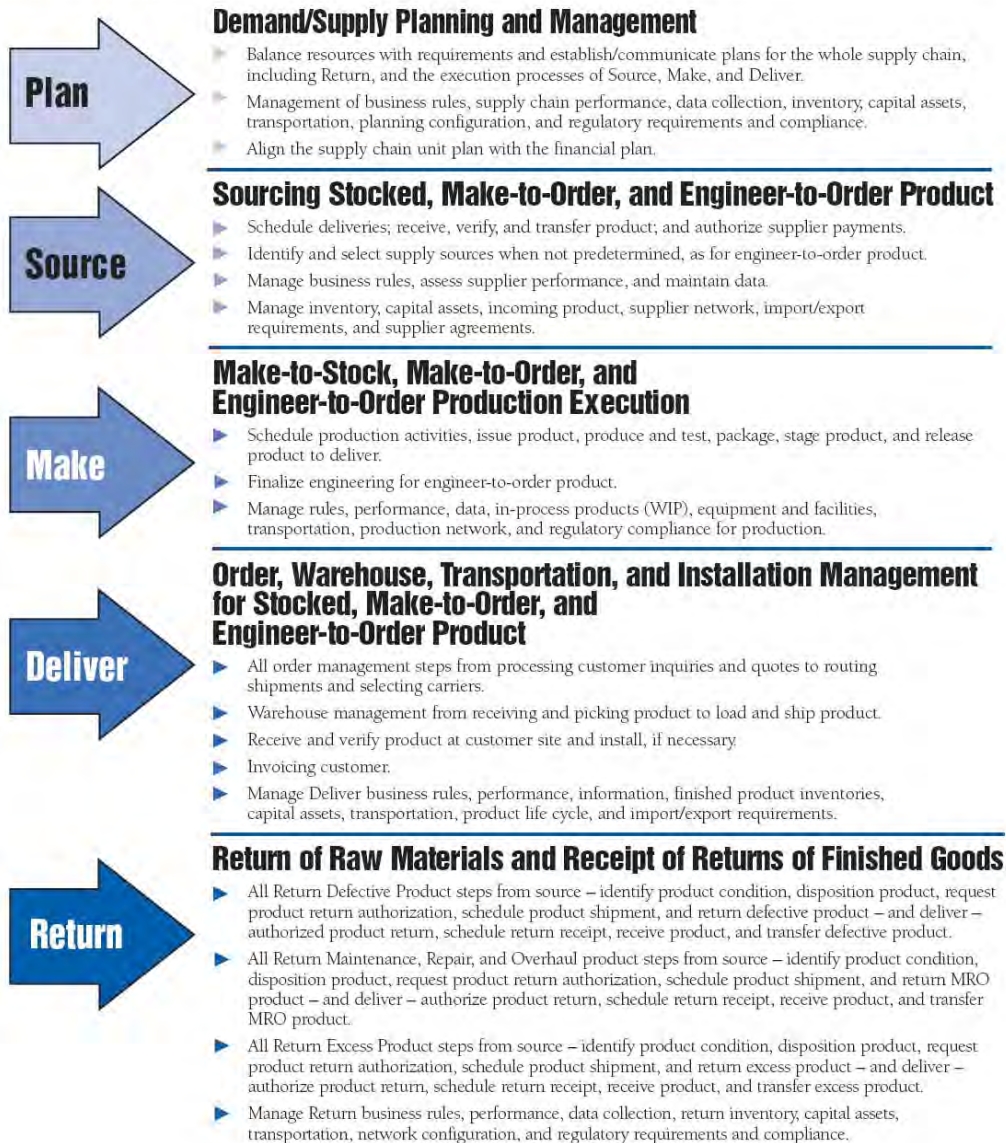 Plan
Demand/Supply Planning and Management
Balance resources with requirements and establish/communicate plans for the whole supply chain,
including Return, and the execution processes of Source, Make, and Deliver.
Management of business rules, supply chain performance, data collection, inventory, capital assets,
transportation, planning configuration, and regulatory requirements and compliance.
Align the supply chain unit plan with the financial plan.
Source
Sourcing Stocked, Make-to-Order, and Engineer-to-Order Product
Schedule deliveries; receive, verify, and transfer product; and authorize supplier payments.
Identify and select supply sources when not predetermined, as for engineer-to-order product.
Manage business rules, assess supplier performance, and maintain data.
Manage inventory, capital assets, incoming product, supplier network, import/export
requirements, and supplier agreements.
Make
Make-to-Stock, Make-to-Order, and
Engineer-to-Order Production Execution
Schedule production activities, issue product, produce and test, package, stage product, and release
product to deliver.
Finalize engineering for engineer-to-order product.
Manage rules, performance, data, in-process products (WIP), equipment and facilities,
transportation, production network, and regulatory compliance for production.
Deliver
Order, Warehouse, Transportation, and Installation Management
for Stocked, Make-to-Order, and
Engineer-to-Order Product
All order management steps from processing customer inquiries and quotes to routing
shipments and selecting carriers.
Warehouse management from receiving and picking product to load and ship product.
Receive and verify product at customer site and install, if necessary.
Invoicing customer.
Manage Deliver business rules, performance, information, finished product inventories,
capital assets, transportation, product life cycle, and import/export requirements.
Return
Return of Raw Materials and Receipt of Returns of Finished Goods
All Return Defective Product steps from source – identify product condition, disposition product, request
product return authorization, schedule product shipment, and return defective product – and deliver –
authorized product return, schedule return receipt, receive product, and transfer defective product.
All Return Maintenance, Repair, and Overhaul product steps from source – identify product condition,
disposition product, request product return authorization, schedule product shipment, and return MRO
product – and deliver – authorize product return, schedule return receipt, receive product, and transfer
MRO product.
All Return Excess Product steps from source – identify product condition, disposition product, request
product return authorization, schedule product shipment, and return excess product – and deliver –
authorize product return, schedule return receipt, receive product, and transfer excess product.
Manage Return business rules, performance, data collection, return inventory, capital assets,
transportation, network configuration, and regulatory requirements and compliance.